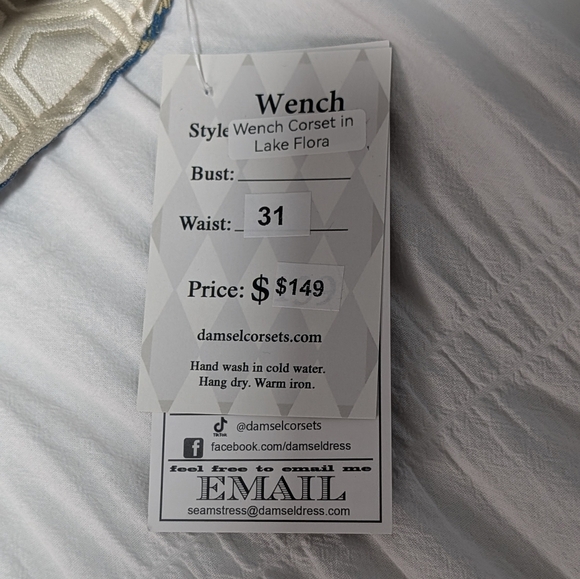 Wench
Style Wench Corset in
Lake Flora
Bust:
Waist: 31
Price: $ $149
damselcorsets.com
Hand wash in cold water.
Hang dry. Warm iron.
TikTok @damselcorsets
f facebook.com/damseldress
feel free to email me
EMAIL
seamstress@damseldress.com